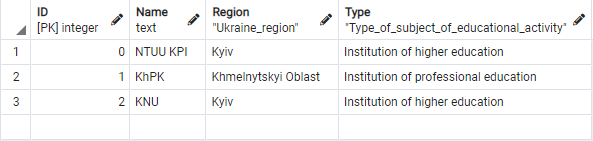 ID Name Region Type
[PK] integer text "Ukraine_region" "Type_of_subject_of_educational_activity"
1 0 NTUU KPI Kyiv Institution of higher education
2 1 KhPK Khmelnytskyi Oblast Institution of professional education
3 2 KNU Kyiv Institution of higher education